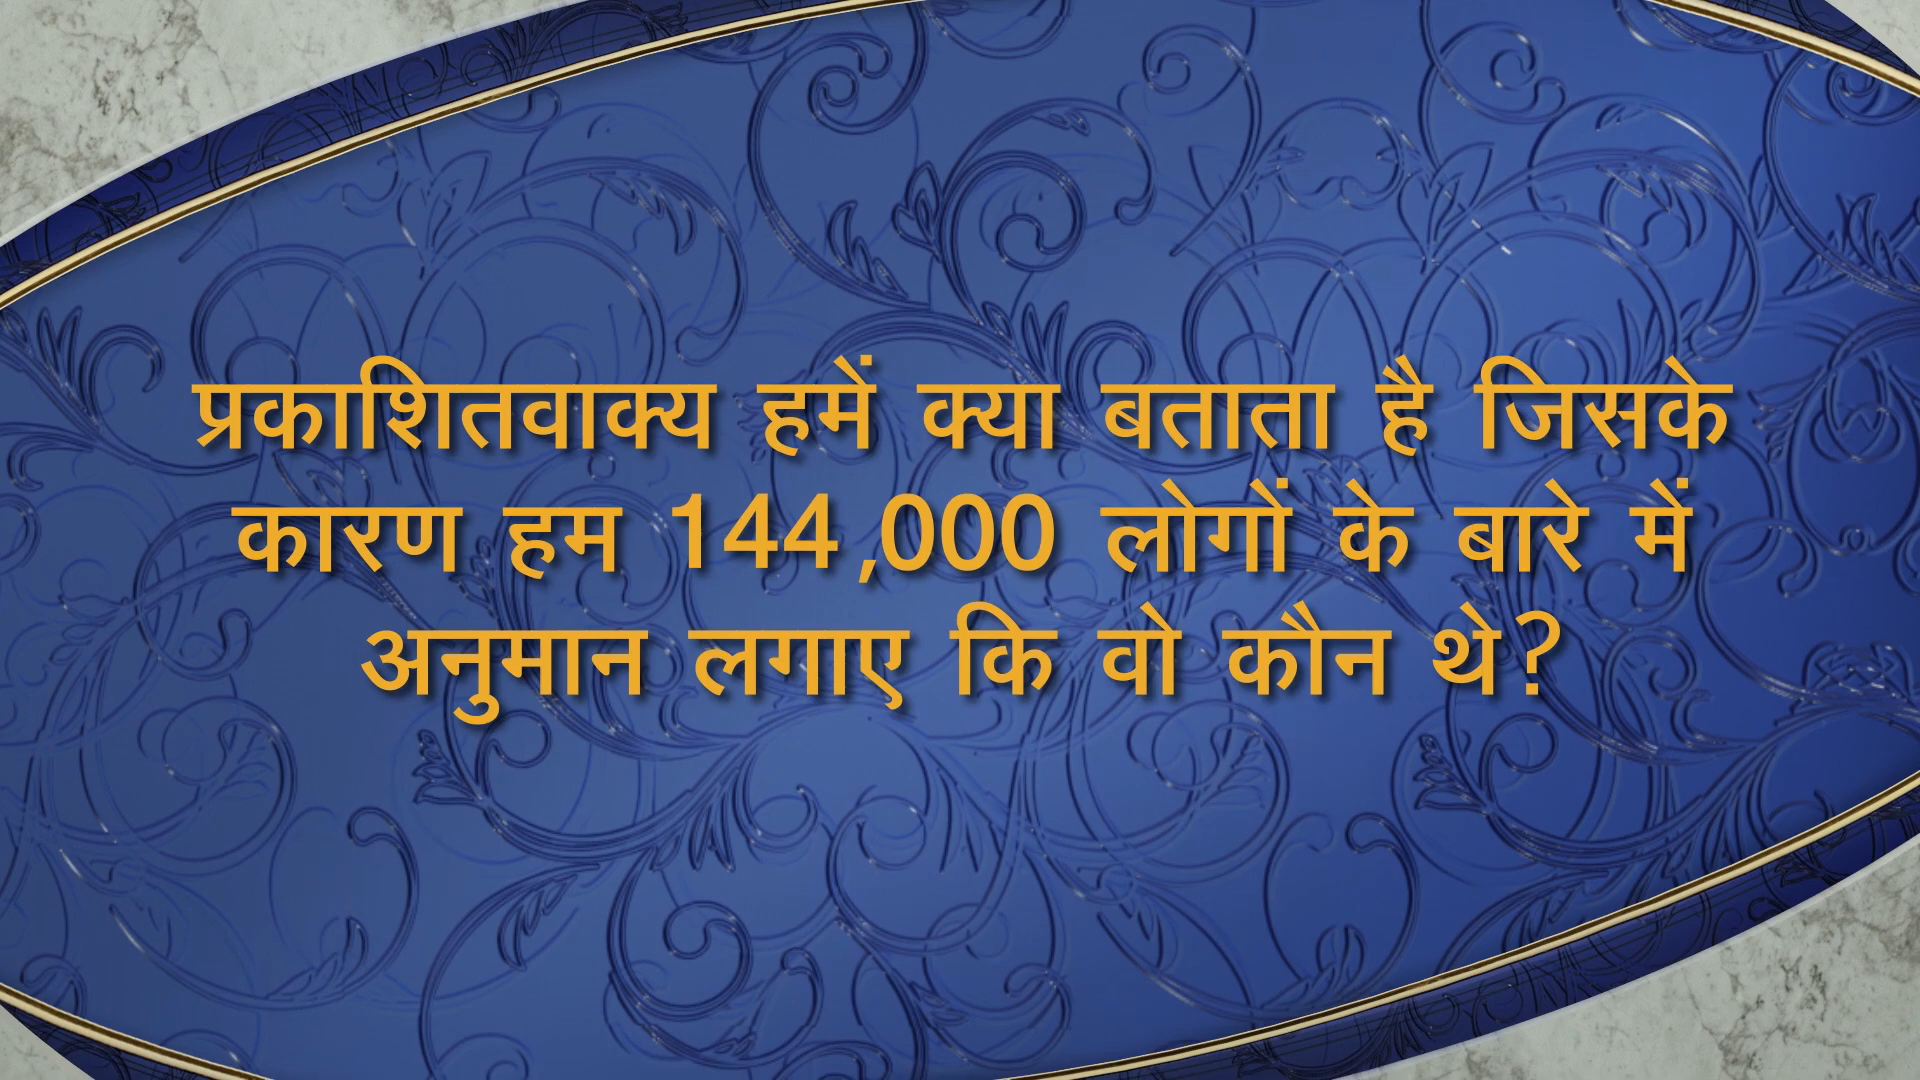 प्रकाशितवाक्य हमें क्या बताता है जिसके
कारण हम 144,000 लोगों के बारे में
अनुमान लगाए कि वो कौन थे?